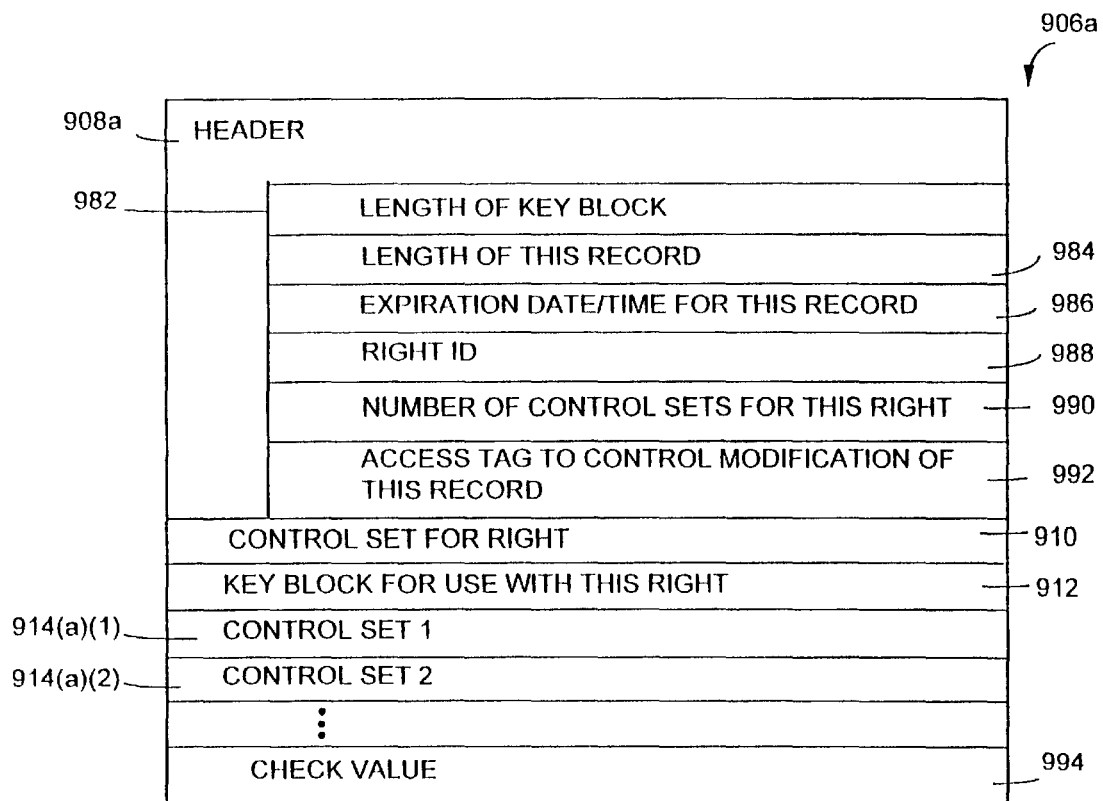 906a
908a
HEADER
982
LENGTH OF KEY BLOCK
LENGTH OF THIS RECORD
984
EXPIRATION DATE/TIME FOR THIS RECORD
986
RIGHT ID
988
NUMBER OF CONTROL SETS FOR THIS RIGHT
990
ACCESS TAG TO CONTROL MODIFICATION OF
THIS RECORD
992
CONTROL SET FOR RIGHT
910
KEY BLOCK FOR USE WITH THIS RIGHT
912
914(a)(1)
CONTROL SET 1
914(a)(2)
CONTROL SET 2
CHECK VALUE
994